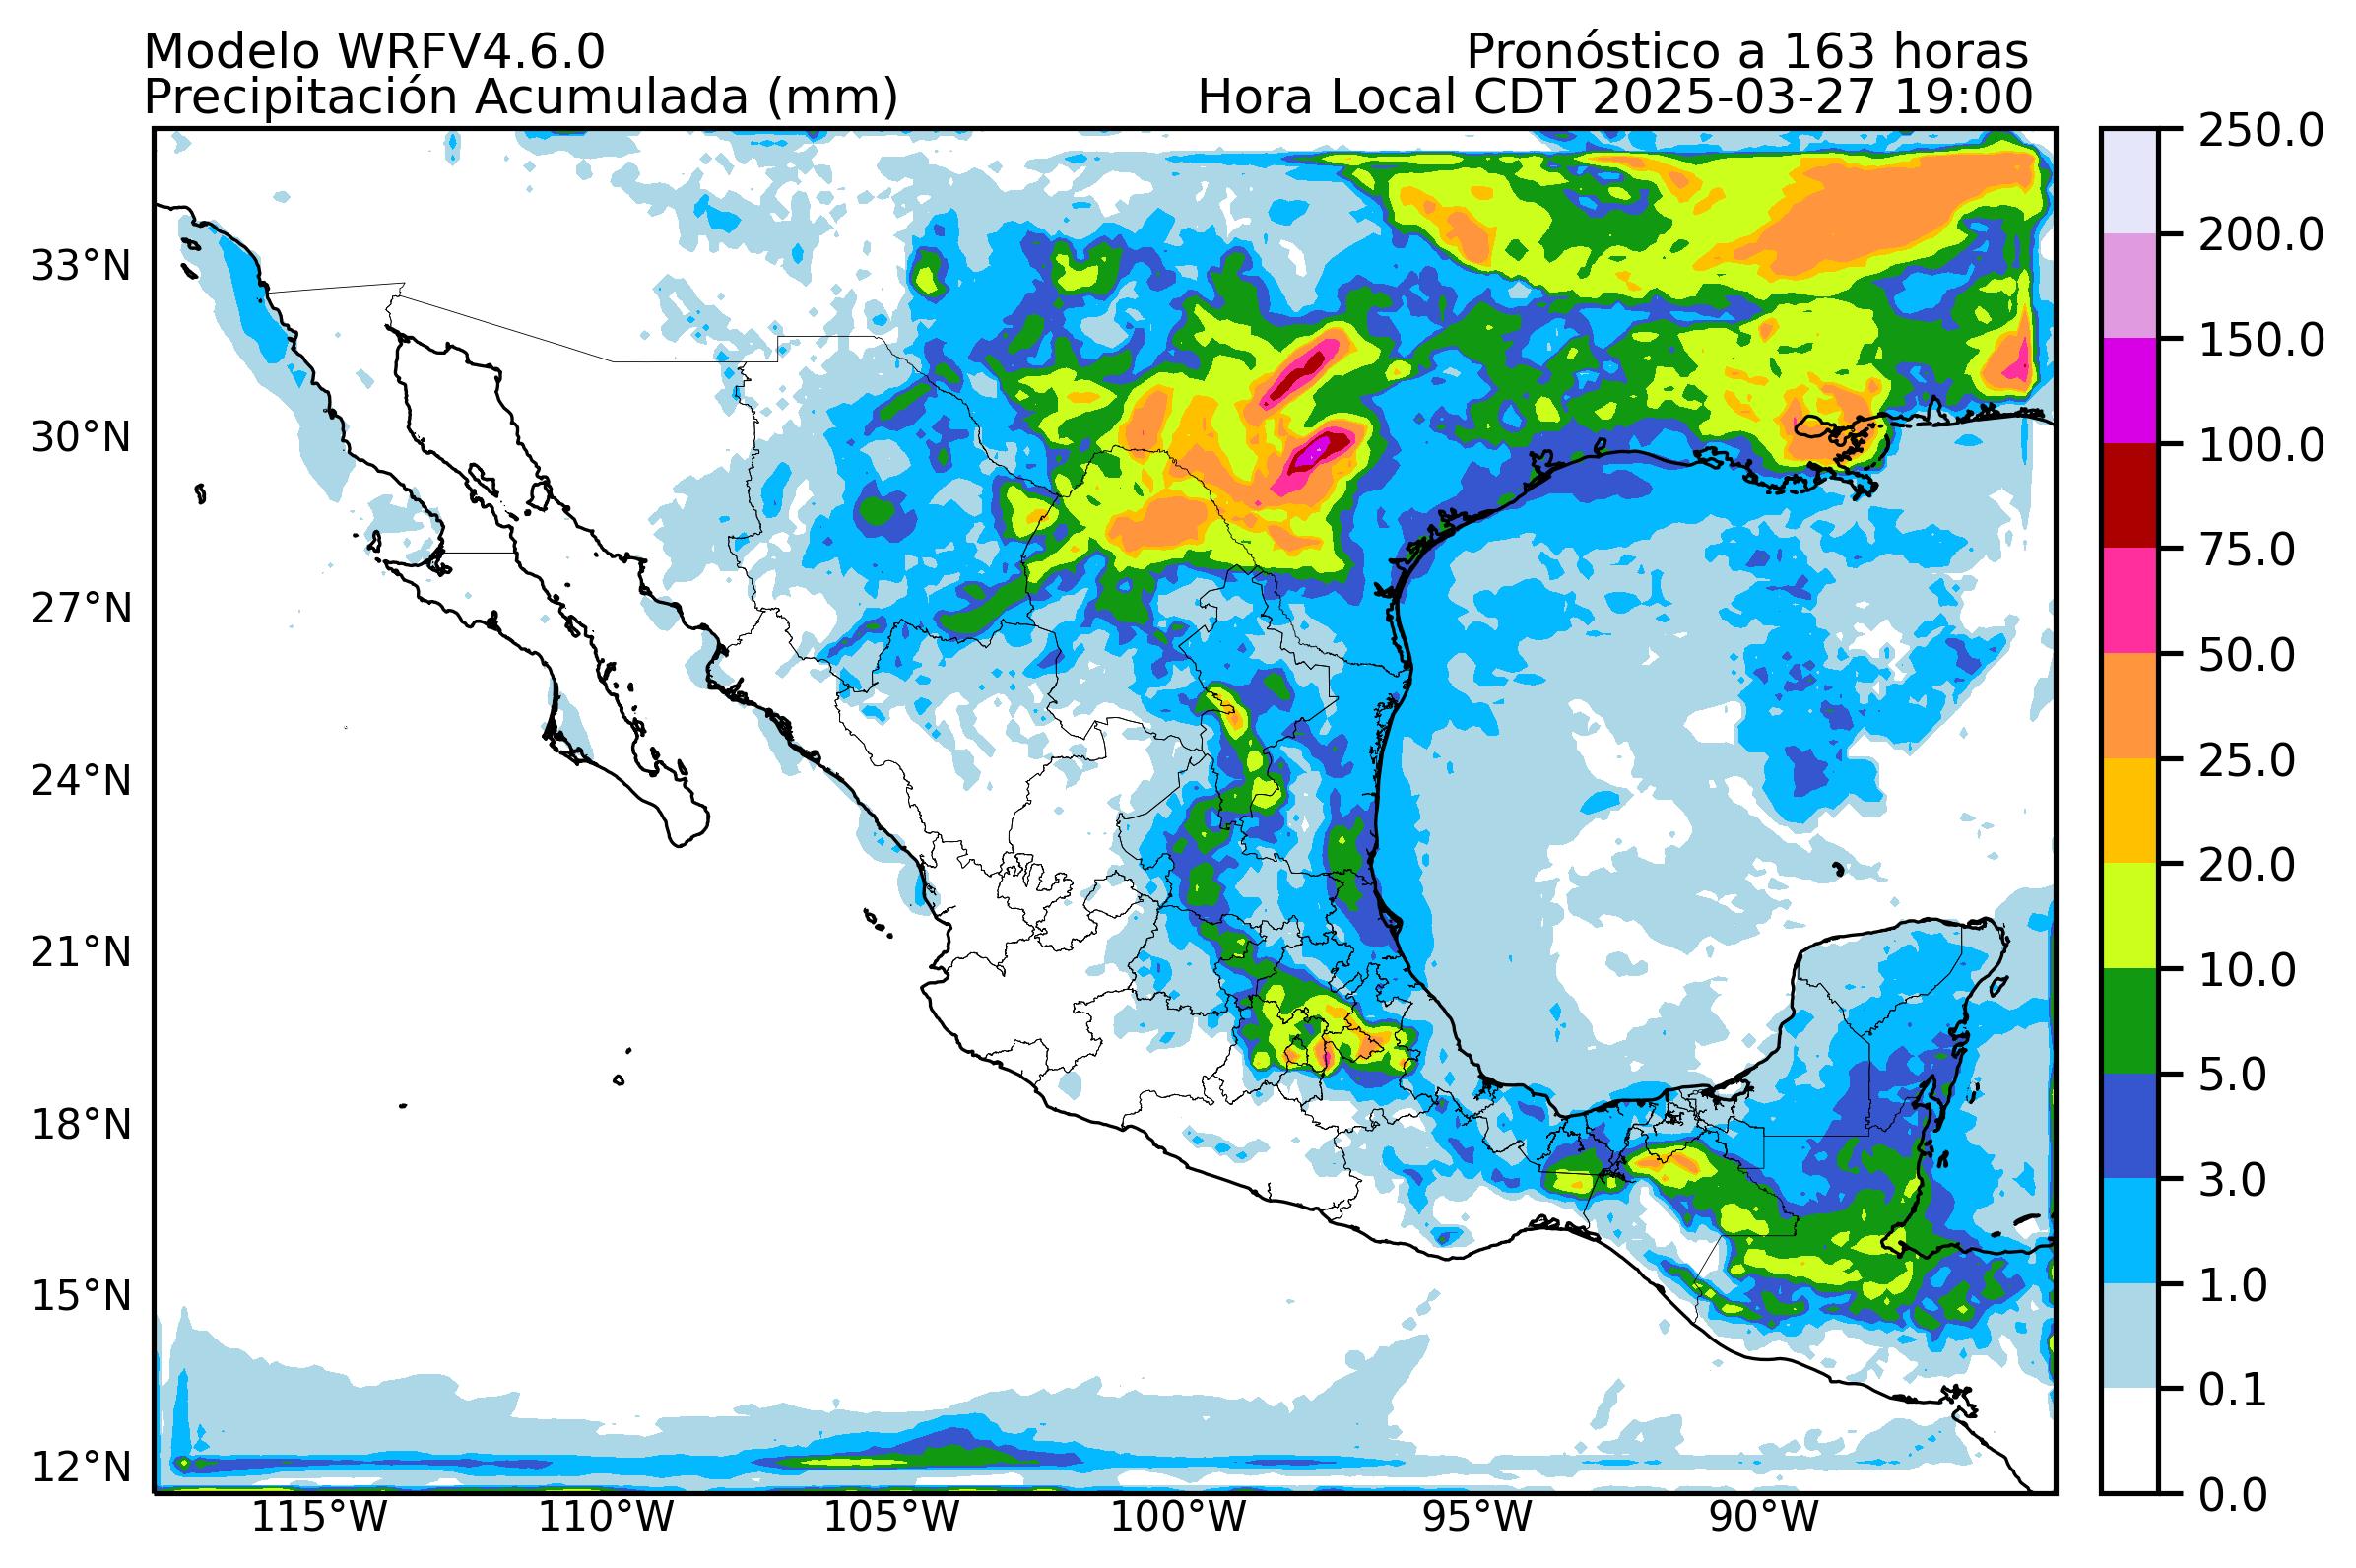 Modelo WRFV4.6.0
Pronóstico a 163 horas
Precipitación Acumulada (mm)
Hora Local CDT 2025-03-27 19:00
33°N
30°N
27°N
24°N
21°N
18°N
15°N
12°N
115°W
110°W
105°W
100°W
95°W
90°W
250.0
200.0
150.0
100.0
75.0
50.0
25.0
20.0
10.0
5.0
3.0
1.0
0.1
0.0